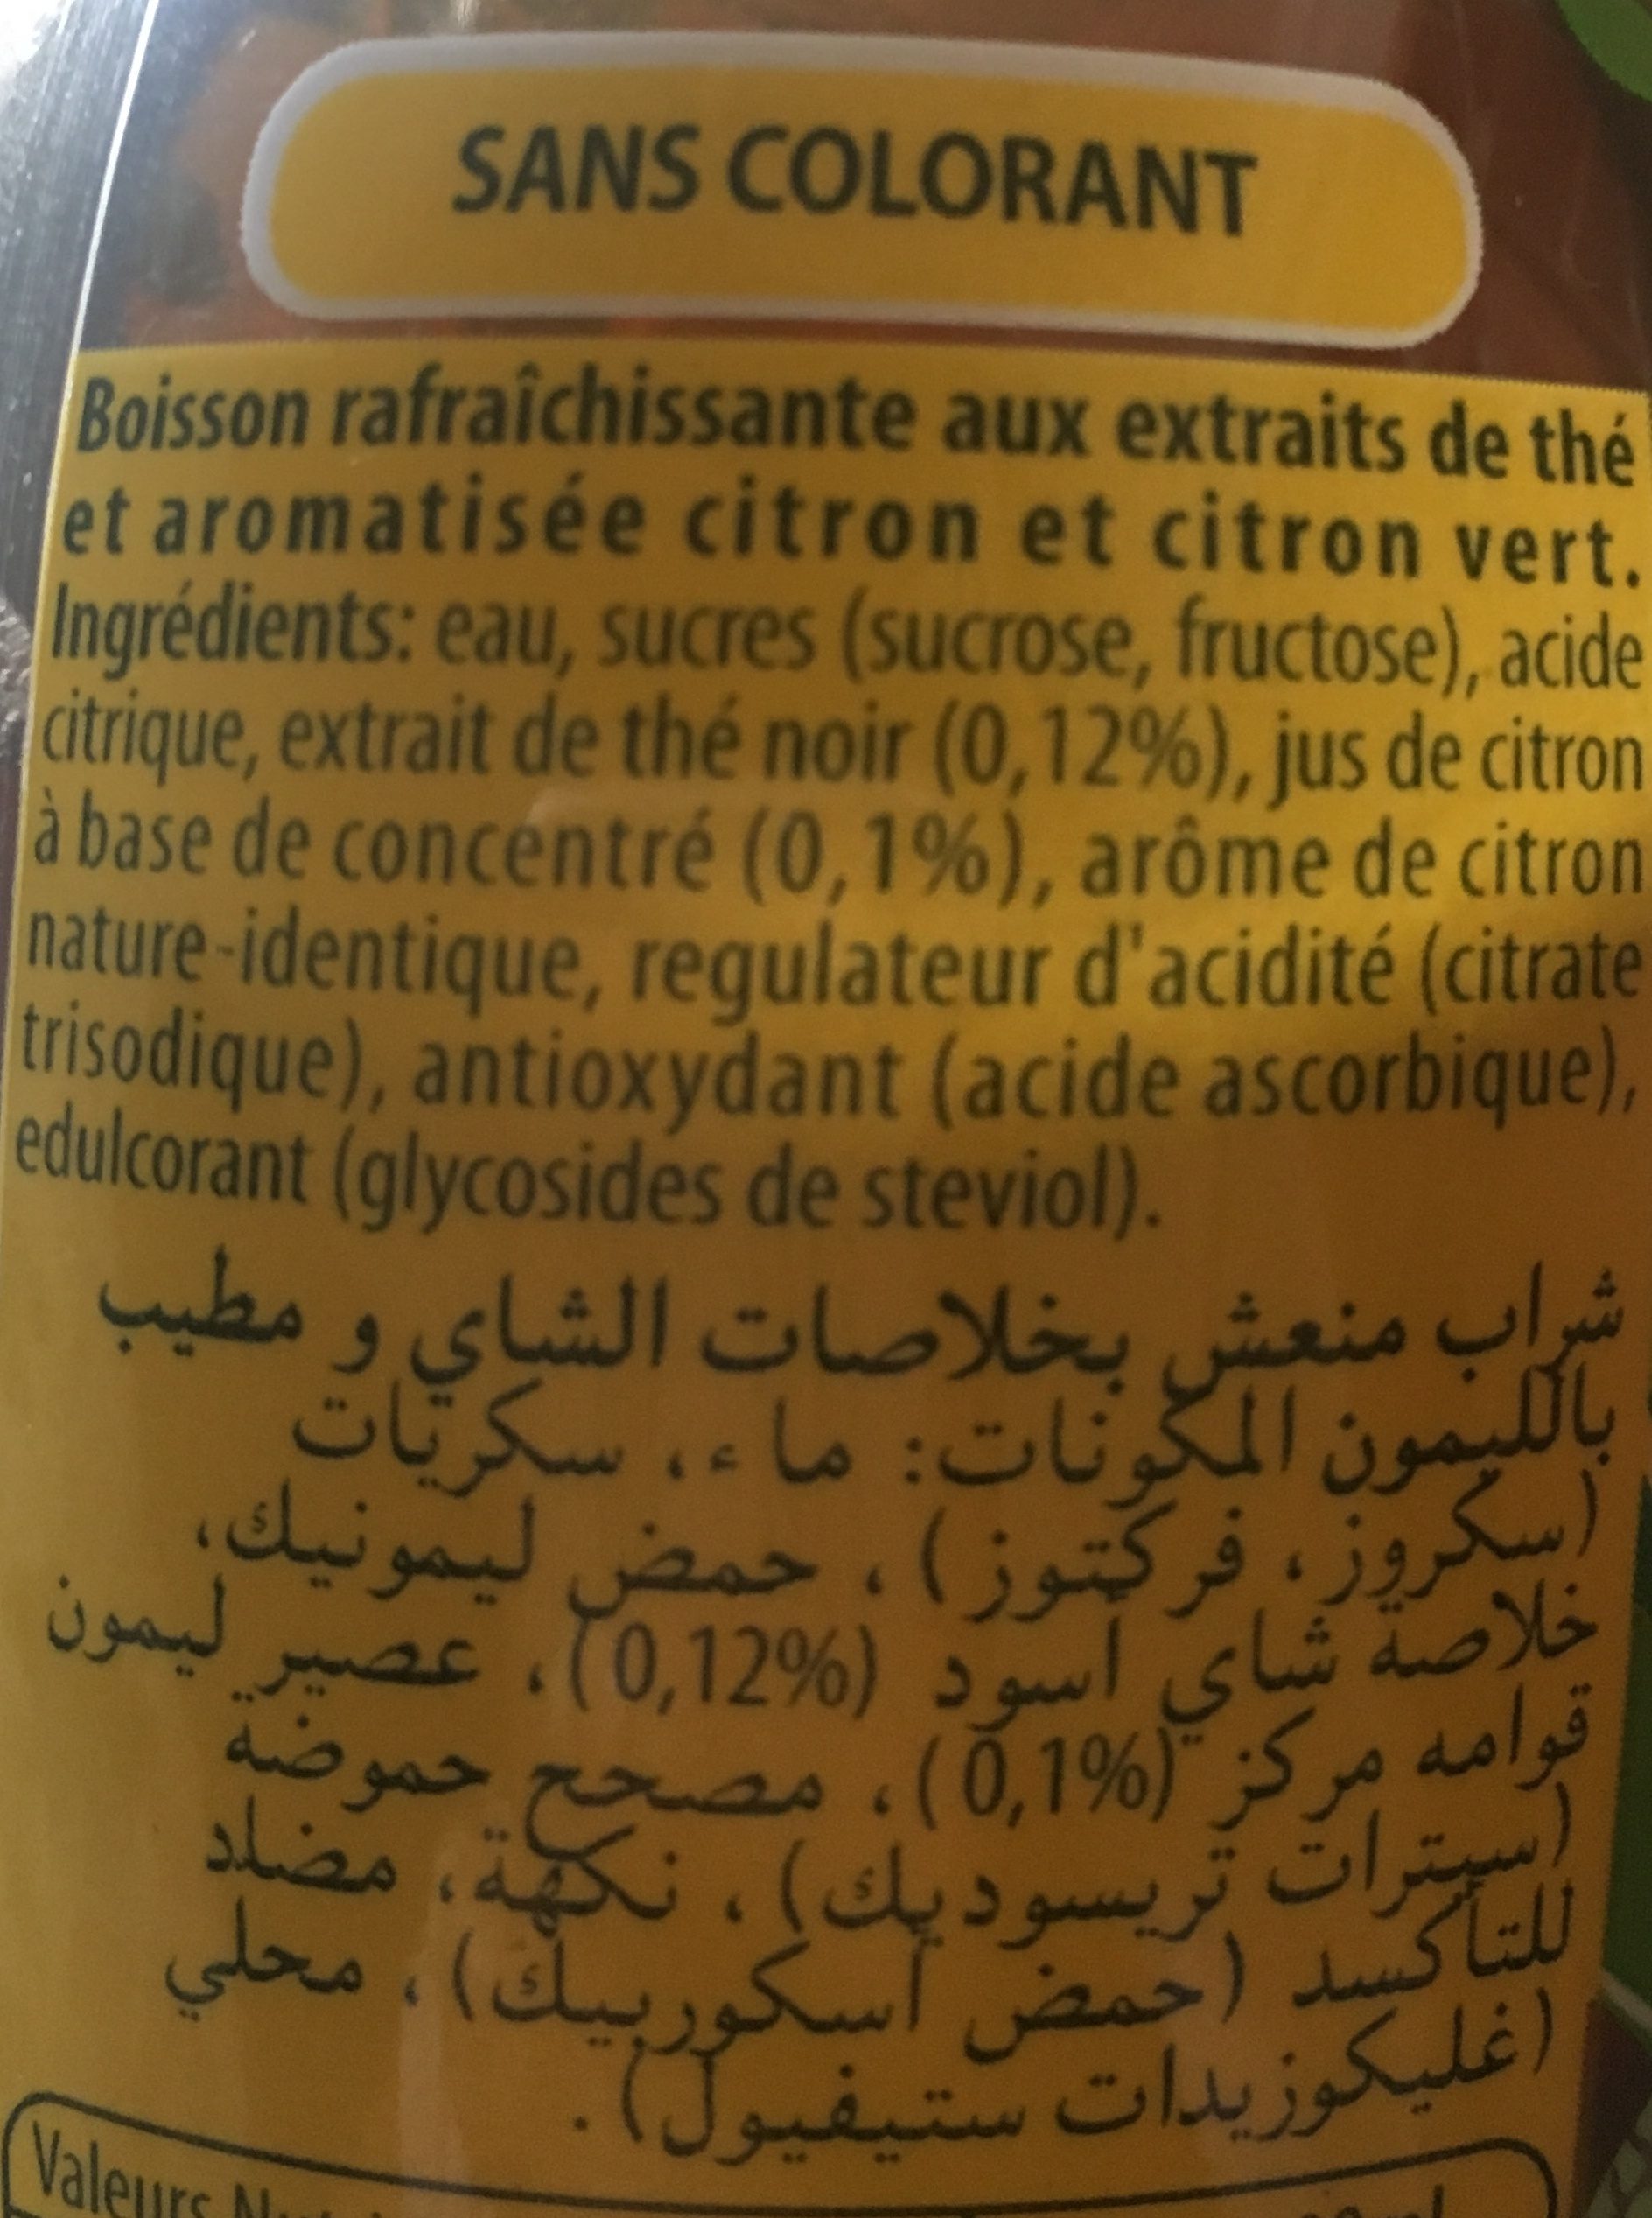 SANS COLORANT
Boisson rafraîchissante aux extraits de thé
et aromatisée citron et citron vert.
Ingrédients: eau, sucres (sucrose, fructose), acide
citrique, extrait de thé noir (0,12%), jus de citron
à base de concentré (0,1%), arôme de citron
nature-identique, regulateur d'acidité (citrate
trisodique), antioxydant (acide ascorbique),
edulcorant (glycosides de steviol).
شراب منعش بخلاصات الشاي و مطيب
بالليمون المكونات: ماء، سكريات
(سكروز، فركتوز)، حمض ليمونيك،
خلاصة شاي أسود (0,12%)، عصير ليمون
قوامه مركز (0,1%)، مصحح حموضة
(سيترات تريسوديك)، نكهة، مضاد
للتأكسد (حمض أسكوربيك)، محلي
(غليكوزيدات ستيفيول).
Valeurs